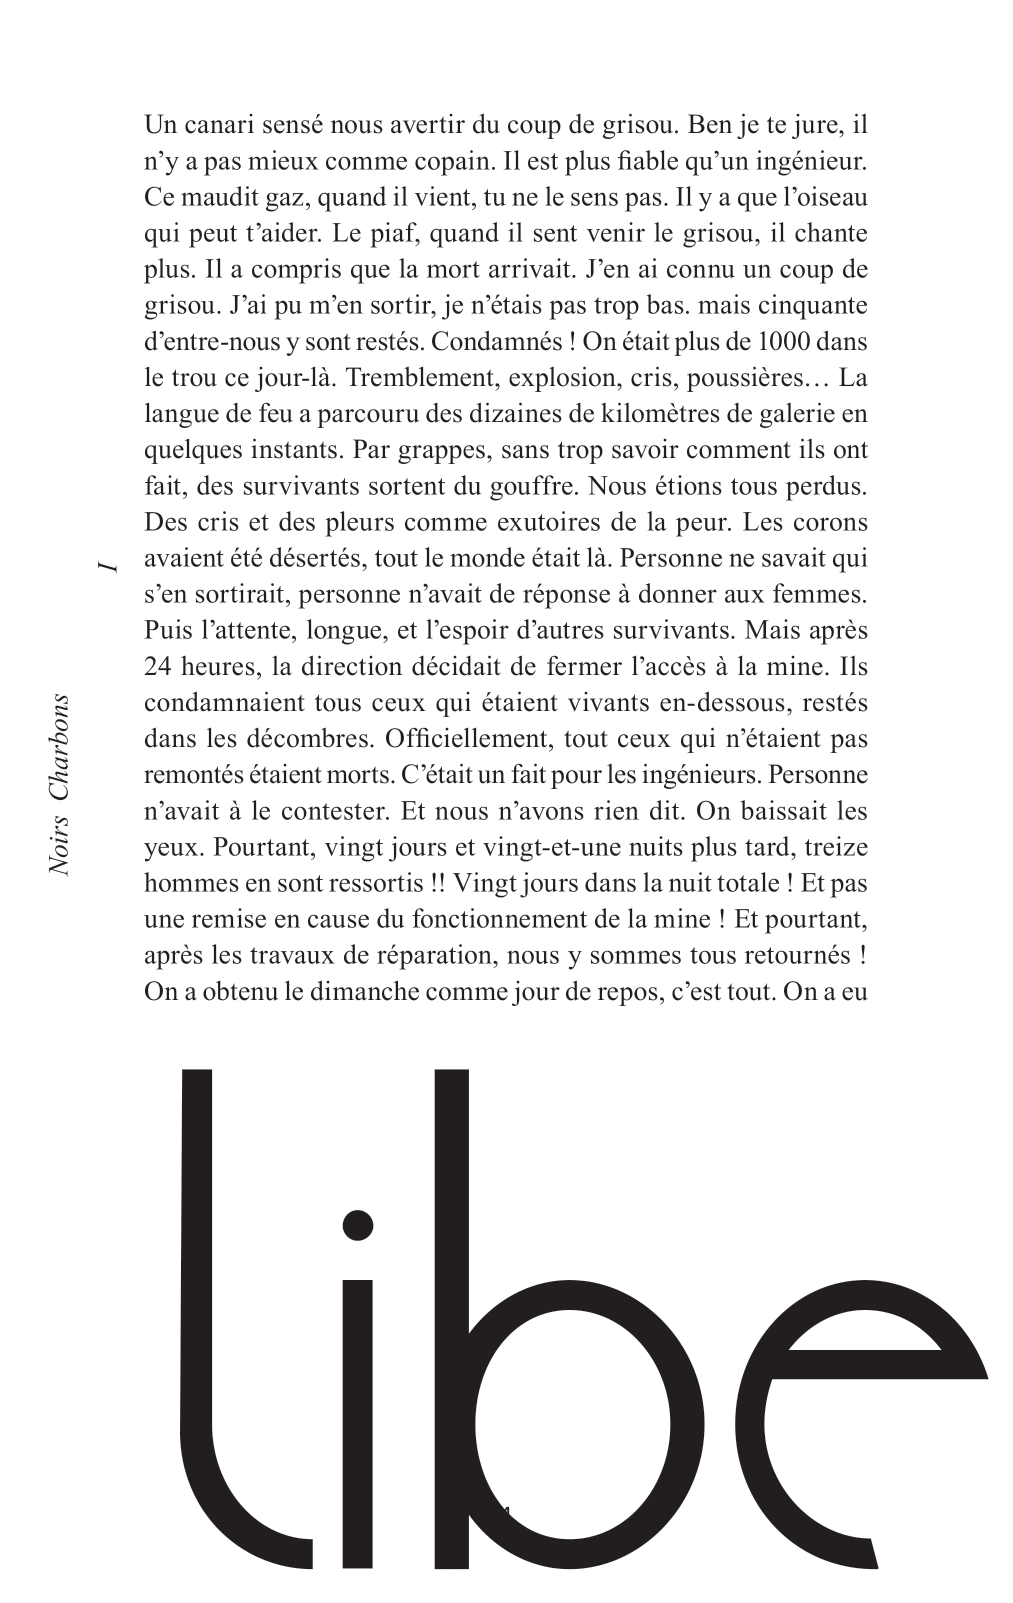 Un canari sensé nous avertir du coup de grisou. Ben je te jure, il
n’y a pas mieux comme copain. Il est plus fiable qu’un ingénieur.
Ce maudit gaz, quand il vient, tu ne le sens pas. Il y a que l’oiseau
qui peut t’aider. Le piaf, quand il sent venir le grisou, il chante
plus. Il a compris que la mort arrivait. J’en ai connu un coup de
grisou. J’ai pu m’en sortir, je n’étais pas trop bas. mais cinquante
d’entre-nous y sont restés. Condamnés ! On était plus de 1000 dans
le trou ce jour-là. Tremblement, explosion, cris, poussières… La
langue de feu a parcouru des dizaines de kilomètres de galerie en
quelques instants. Par grappes, sans trop savoir comment ils ont
fait, des survivants sortent du gouffre. Nous étions tous perdus.
Des cris et des pleurs comme exutoires de la peur. Les corons
avaient été désertés, tout le monde était là. Personne ne savait qui
s’en sortirait, personne n’avait de réponse à donner aux femmes.
Puis l’attente, longue, et l’espoir d’autres survivants. Mais après
24 heures, la direction décidait de fermer l’accès à la mine. Ils
condamnaient tous ceux qui étaient vivants en-dessous, restés
dans les décombres. Officiellement, tout ceux qui n’étaient pas
remontés étaient morts. C’était un fait pour les ingénieurs. Personne
n’avait à le contester. Et nous n’avons rien dit. On baissait les
yeux. Pourtant, vingt jours et vingt-et-une nuits plus tard, treize
hommes en sont ressortis !! Vingt jours dans la nuit totale ! Et pas
une remise en cause du fonctionnement de la mine ! Et pourtant,
après les travaux de réparation, nous y sommes tous retournés !
On a obtenu le dimanche comme jour de repos, c’est tout. On a eu
I
Noirs Charbons
libe